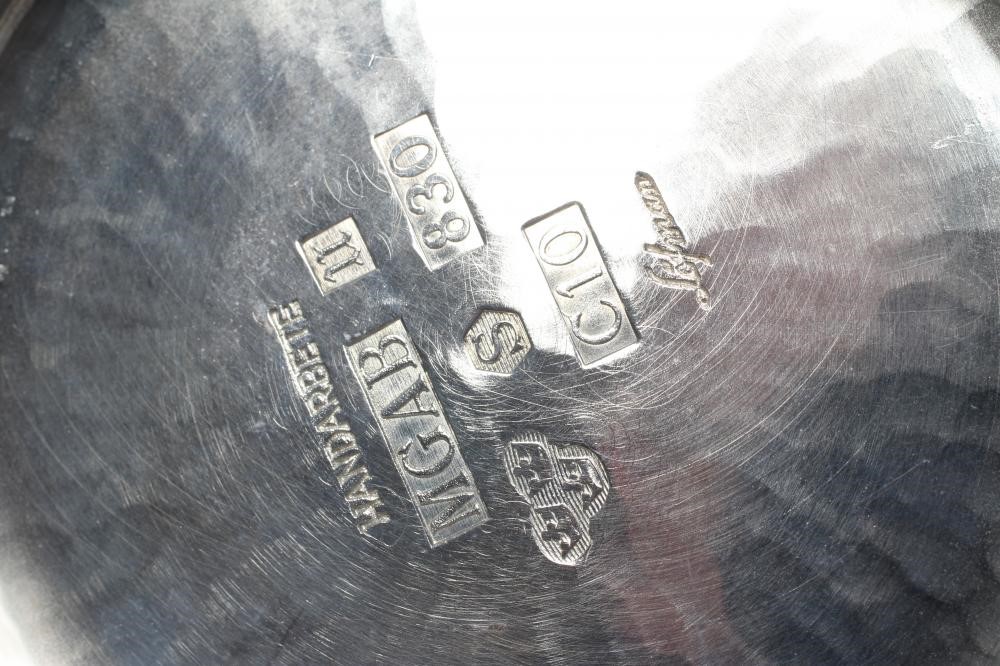 HANDARBETE
11
830
MGAB
S
C10